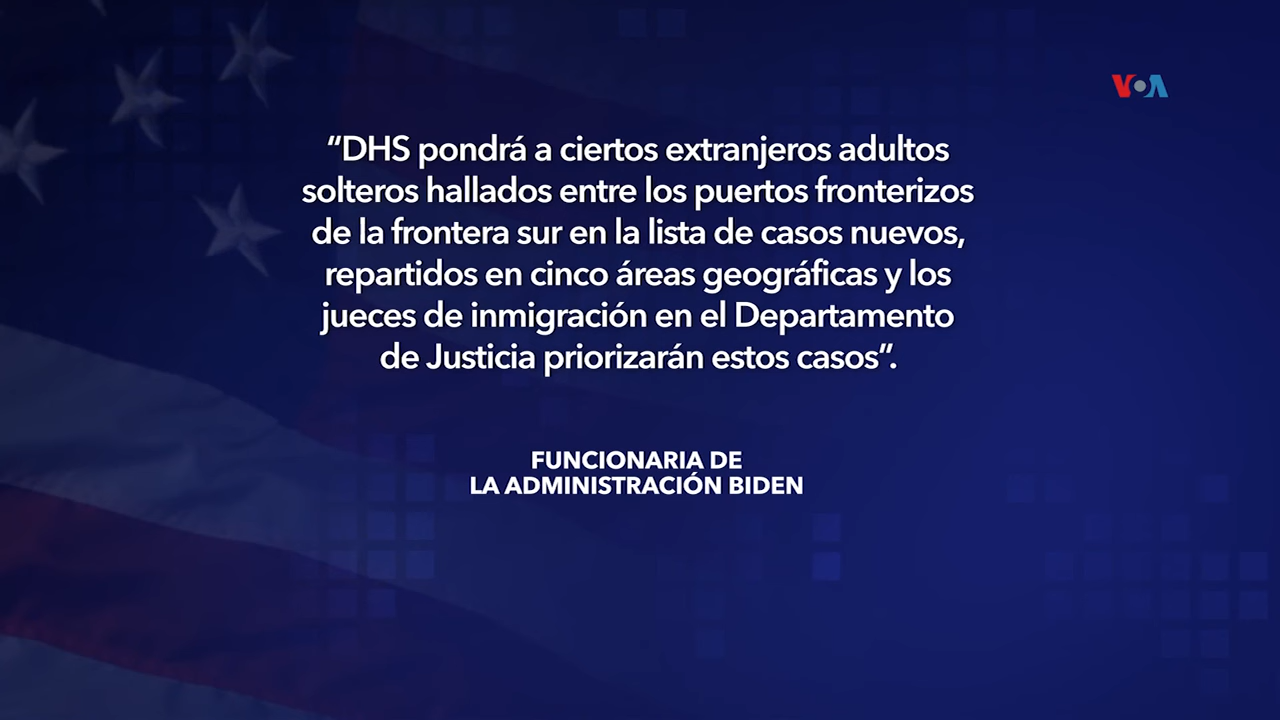 VOA
“DHS pondrá a ciertos extranjeros adultos
solteros hallados entre los puertos fronterizos
de la frontera sur en la lista de casos nuevos,
repartidos en cinco áreas geográficas y los
jueces de inmigración en el Departamento
de Justicia priorizarán estos casos”.
FUNCIONARIA DE
LA ADMINISTRACIÓN BIDEN